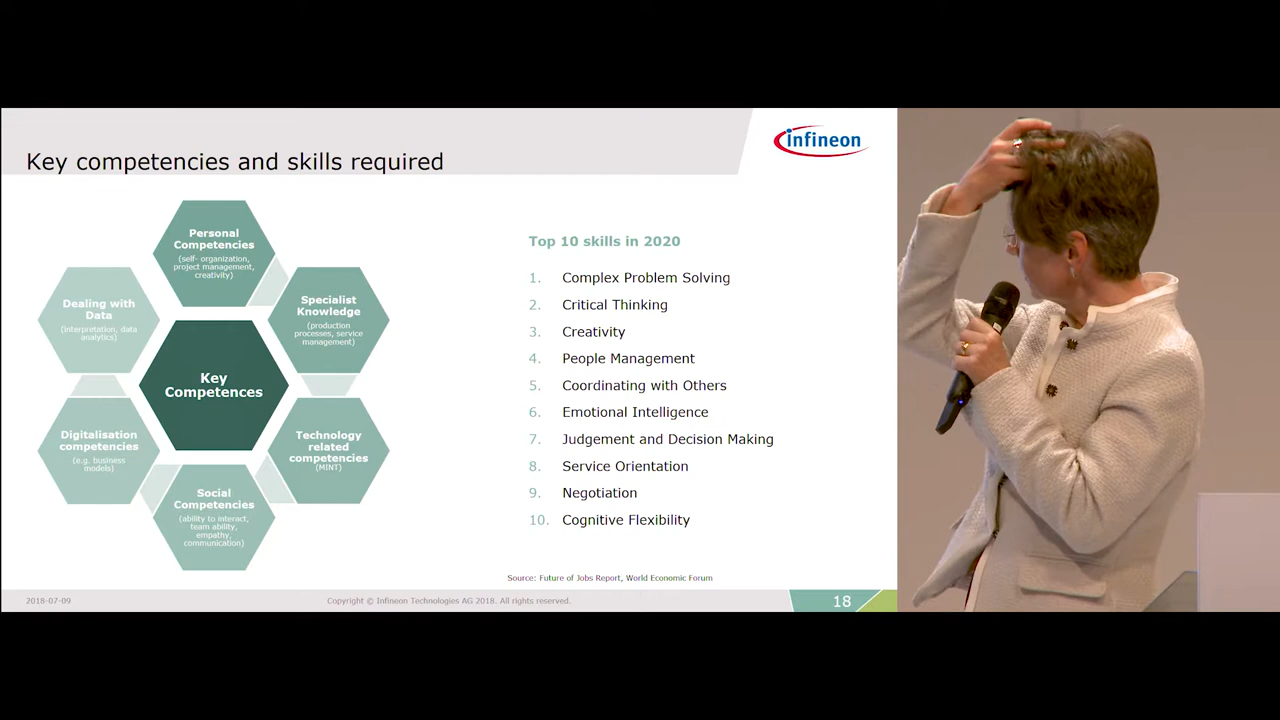 infineon
Key competencies and skills required
Personal
Competencies
(self- organization,
project management,
creativity)
Specialist
Knowledge
(production
processes, service
management)
Technology
related
competencies
(MINT)
Social
Competencies
(ability to interact,
team ability,
empathy,
communication)
Digitalisation
competencies
(e.g. business
models)
Dealing with
Data
(interpretation, data
analytics)
Key
Competences
Top 10 skills in 2020
1. Complex Problem Solving
2. Critical Thinking
3. Creativity
4. People Management
5. Coordinating with Others
6. Emotional Intelligence
7. Judgement and Decision Making
8. Service Orientation
9. Negotiation
10. Cognitive Flexibility
Source: Future of Jobs Report, World Economic Forum
2018-07-09 Copyright © Infineon Technologies AG 2018. All rights reserved. 18